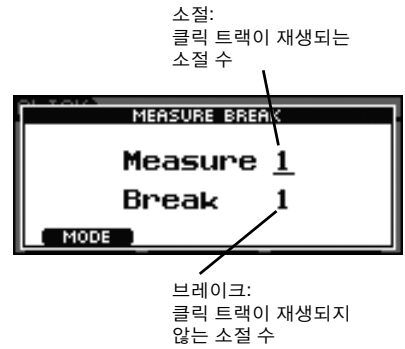 소절:
클릭 트랙이 재생되는
소절 수
MEASURE BREAK
Measure 1
Break 1
MODE
브레이크:
클릭 트랙이 재생되지
않는 소절 수